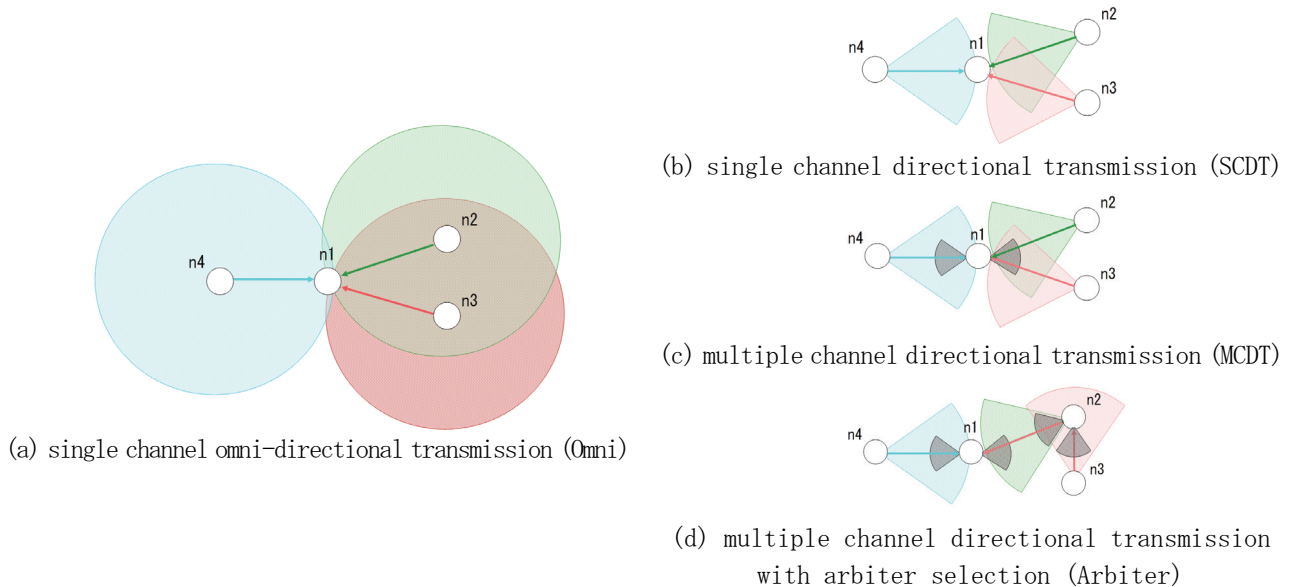 n4
n1
n2
n3
(a) single channel omni-directional transmission (Omni)
n4
n1
n2
n3
(b) single channel directional transmission (SCDT)
n4
n1
n2
n3
(c) multiple channel directional transmission (MCDT)
n4
n1
n2
n3
(d) multiple channel directional transmission
with arbiter selection (Arbiter)